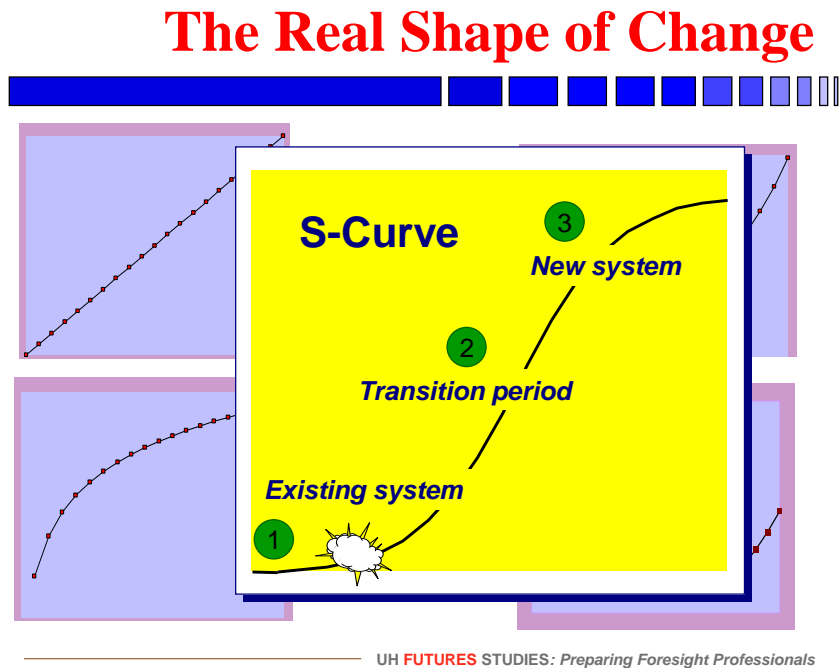 The Real Shape of Change
S-Curve
3
New system
2
Transition period
Existing system
1
UH FUTURES STUDIES: Preparing Foresight Professionals